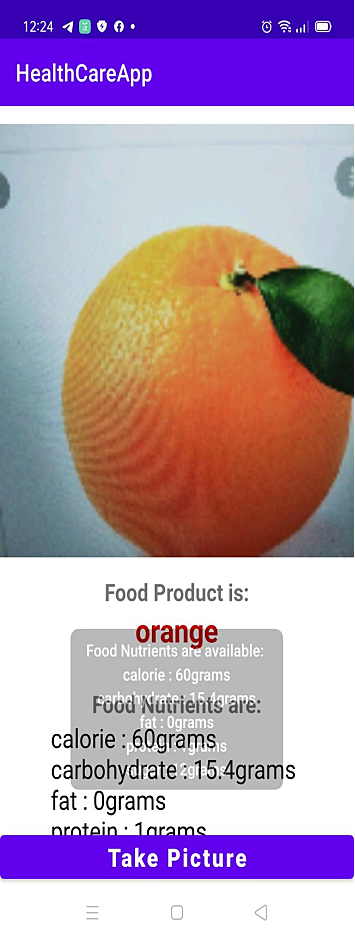 12:24
HealthCareApp
Food Product is:
orange
Food Nutrients are available:
calorie : 60grams
carbohydrate : 15.4grams
fat : 0grams
protein : 1grams
Food Nutrients are:
calorie : 60grams
carbohydrate : 15.4grams
fat : 0grams
protein : 1grams
Take Picture